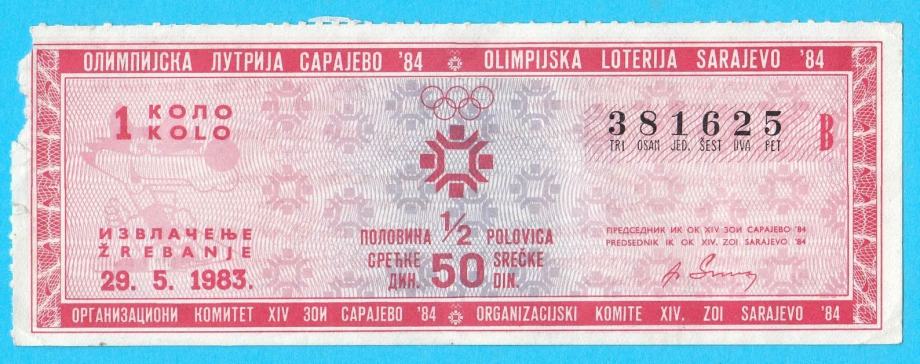 ОЛИМПИЈСКА ЛУТРИЈА САРАЈЕВО '84 OLIMPIJSKA LOTERIJA SARAJEVO '84
1 КОЛО
KOLO
381625 B
TRI OSAM JED. ŠEST DVA PET
ИЗВЛАЧЕЊЕ
ŽREBANJE
29. 5. 1983.
ПОЛОВИНА 1/2 POLOVICA
СРЕЋКЕ 50 SREČKE
ДИН. DIN.
ПРЕДСЕДНИК ИК ОК XIV ЗОИ САРАЈЕВО '84
PREDSEDNIK IK OK XIV. ZOI SARAJEVO '84
ОРГАНИЗАЦИОНИ КОМИТЕТ XIV ЗОИ САРАЈЕВО '84 ORGANIZACIJSKI KOMITE XIV. ZOI SARAJEVO '84